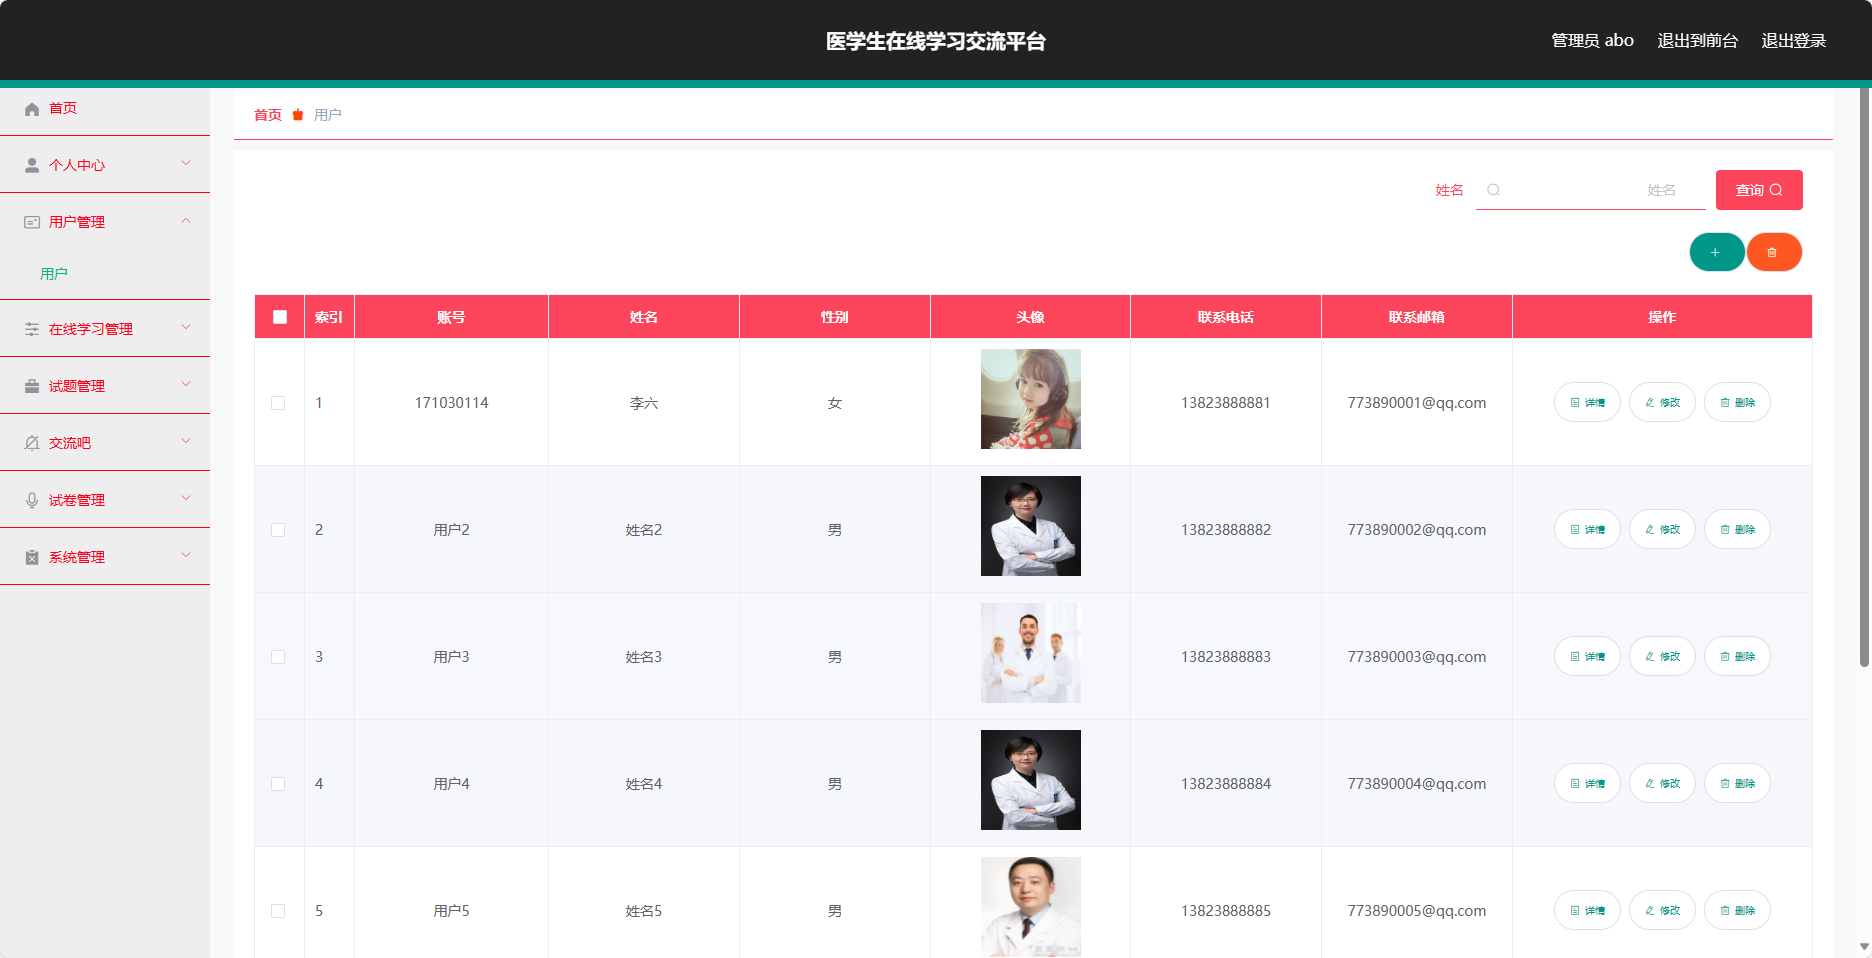 医学生在线学习交流平台
管理员 abo 退出到前台 退出登录
首页
个人中心
用户管理
用户
在线学习管理
试题管理
交流吧
试卷管理
系统管理
首页 用户
姓名 姓名 查询
索引 账号 姓名 性别 头像 联系电话 联系邮箱 操作
1 171030114 李六 女 13823888881 773890001@qq.com 详情 修改 删除
2 用户2 姓名2 男 13823888882 773890002@qq.com 详情 修改 删除
3 用户3 姓名3 男 13823888883 773890003@qq.com 详情 修改 删除
4 用户4 姓名4 男 13823888884 773890004@qq.com 详情 修改 删除
5 用户5 姓名5 男 13823888885 773890005@qq.com 详情 修改 删除